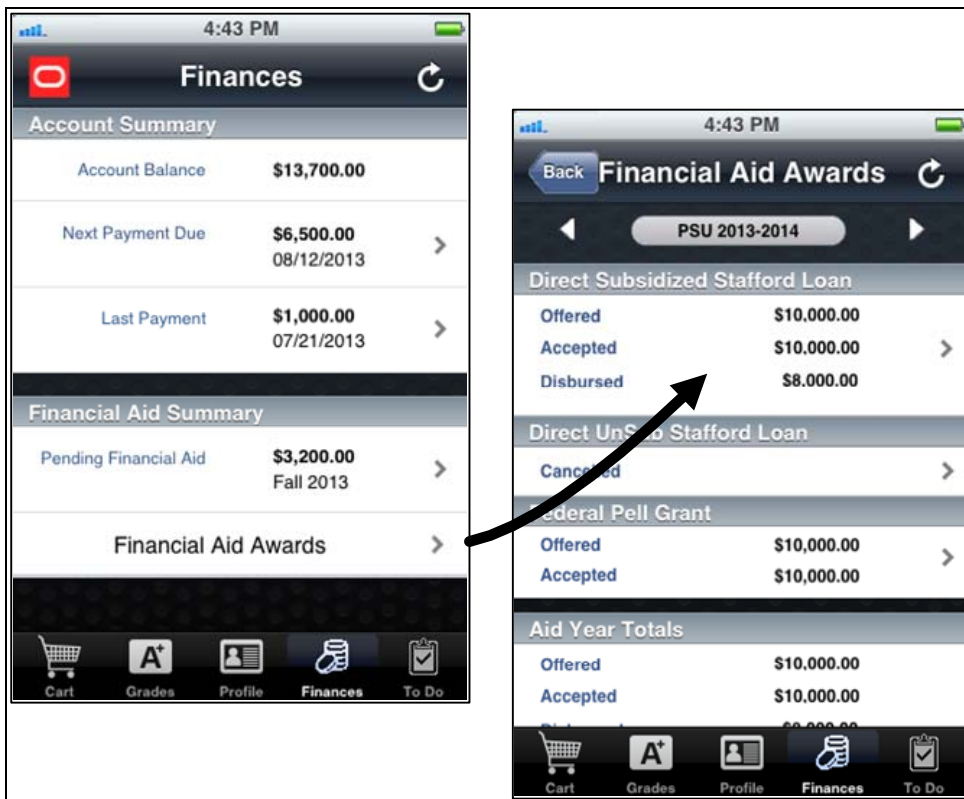 4:43 PM
Finances
Account Summary
Account Balance $13,700.00
Next Payment Due $6,500.00
08/12/2013
Last Payment $1,000.00
07/21/2013
Financial Aid Summary
Pending Financial Aid $3,200.00
Fall 2013
Financial Aid Awards
Cart Grades Profile Finances To Do
4:43 PM
Back Financial Aid Awards
PSU 2013-2014
Direct Subsidized Stafford Loan
Offered $10,000.00
Accepted $10,000.00
Disbursed $8.000.00
Direct UnSub Stafford Loan
Cancelled
Federal Pell Grant
Offered $10,000.00
Accepted $10,000.00
Aid Year Totals
Offered $10,000.00
Accepted $10,000.00
Cart Grades Profile Finances To Do